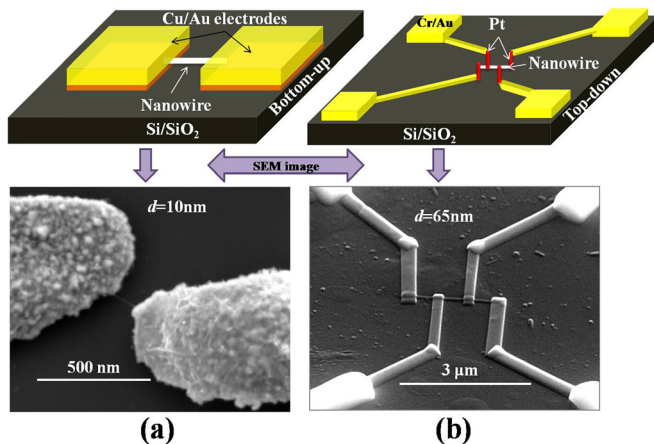 Cu/Au electrodes
Nanowire
Si/SiO2
Bottom-up
Cr/Au
Pt
Nanowire
Si/SiO2
Top-down
SEM image
d=10nm
500 nm
d=65nm
3 µm
(a)
(b)